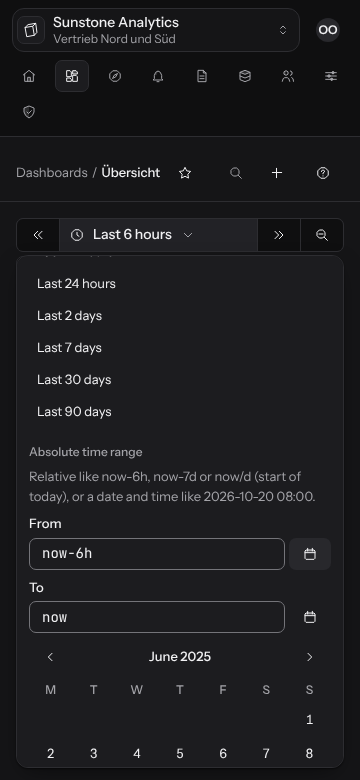 Sunstone Analytics
Vertrieb Nord und Süd
OO
Dashboards / Übersicht
Last 6 hours
Last 24 hours
Last 2 days
Last 7 days
Last 30 days
Last 90 days
Absolute time range
Relative like now-6h, now-7d or now/d (start of
today), or a date and time like 2026-10-20 08:00.
From
now-6h
To
now
June 2025
M T W T F S S
1
2 3 4 5 6 7 8